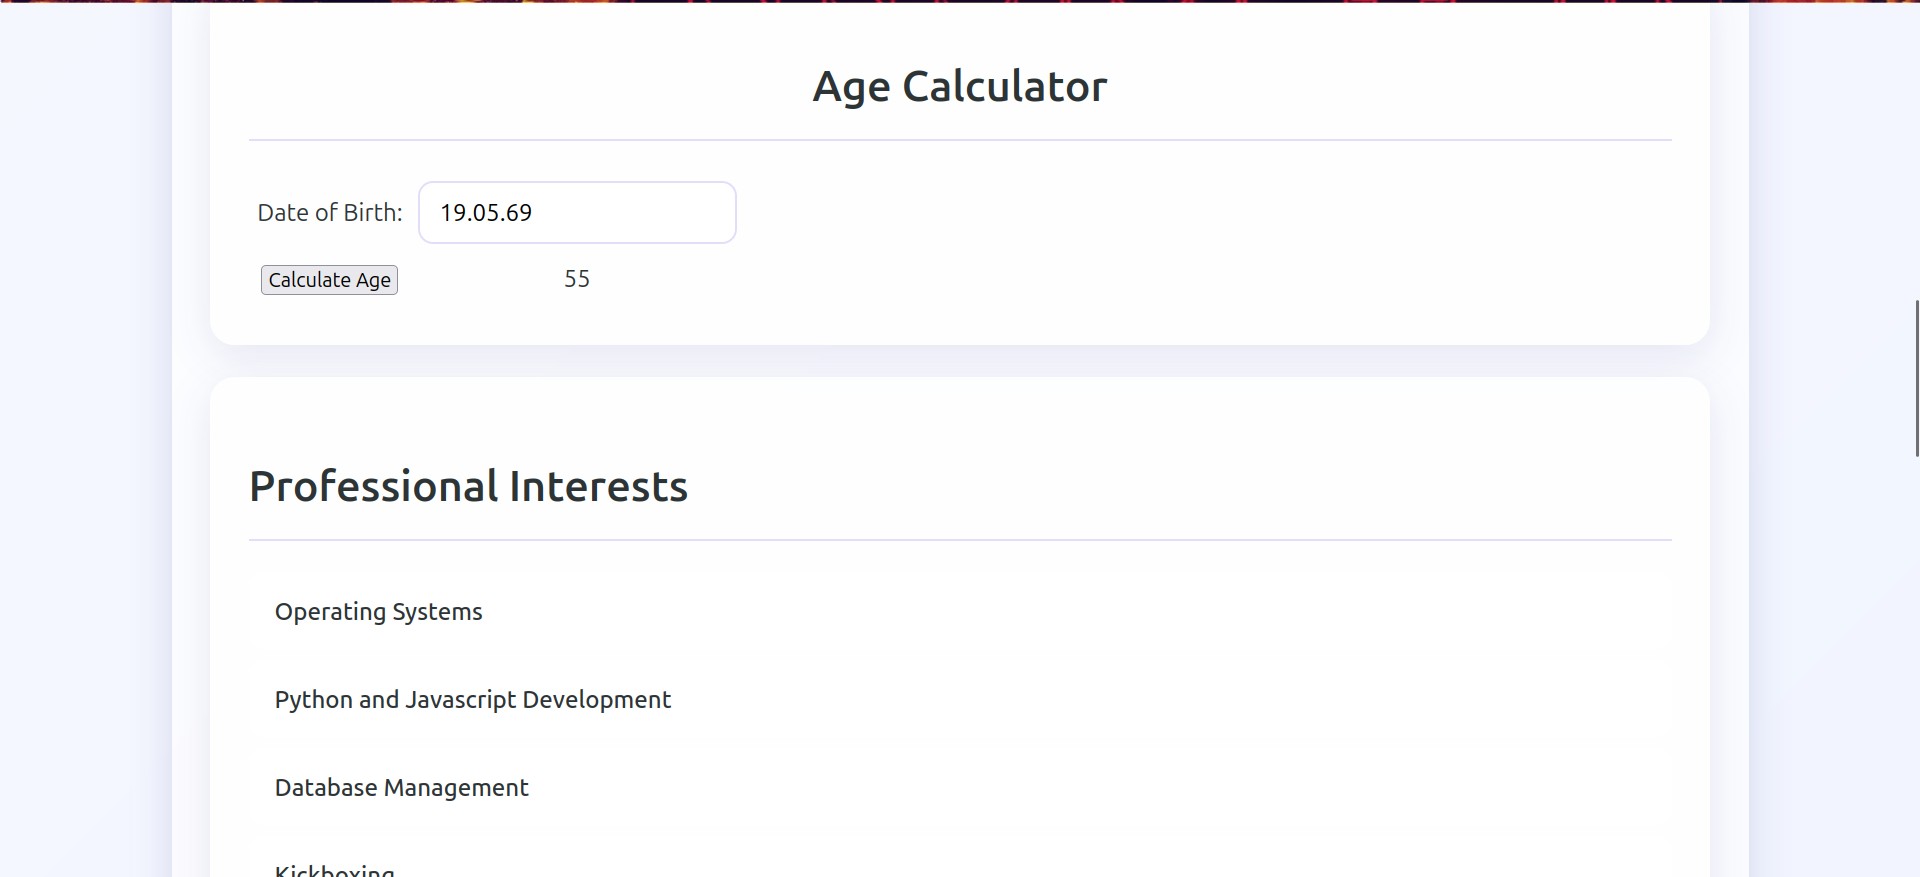 Age Calculator
Date of Birth: 19.05.69
Calculate Age 55
Professional Interests
Operating Systems
Python and Javascript Development
Database Management
Kickboxing